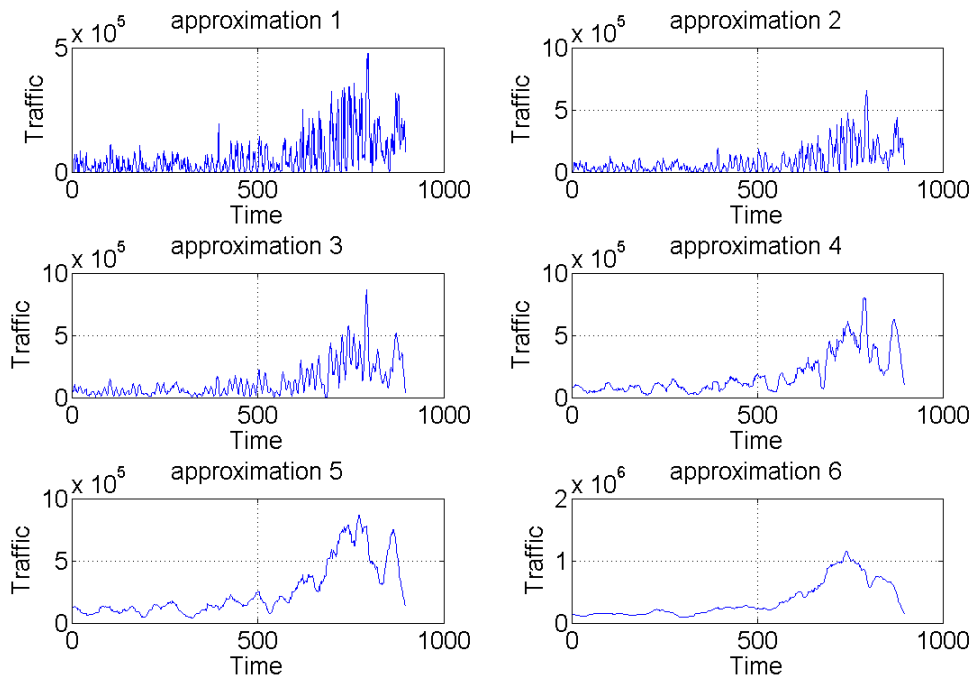 approximation 1
x 10^5
5
0
0
500
1000
Traffic
Time
approximation 2
x 10^5
10
5
0
0
500
1000
Traffic
Time
approximation 3
x 10^5
10
5
0
0
500
1000
Traffic
Time
approximation 4
x 10^5
10
5
0
0
500
1000
Traffic
Time
approximation 5
x 10^5
10
5
0
0
500
1000
Traffic
Time
approximation 6
x 10^6
2
1
0
0
500
1000
Traffic
Time